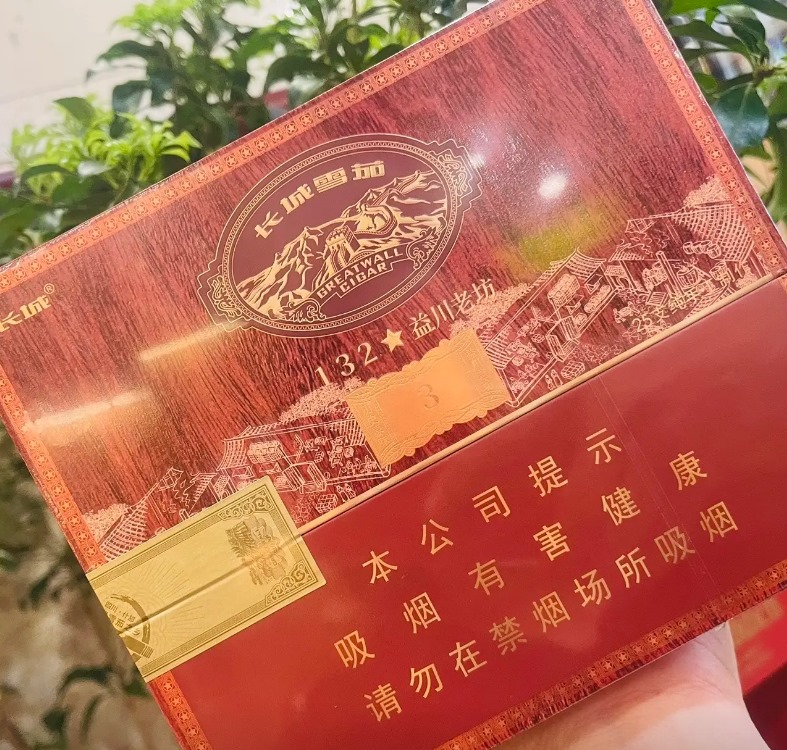 长城雪茄
GREATWALL
CIGAR
长城®
132★益川老坊
3
本公司提示
吸烟有害健康
请勿在禁烟场所吸烟